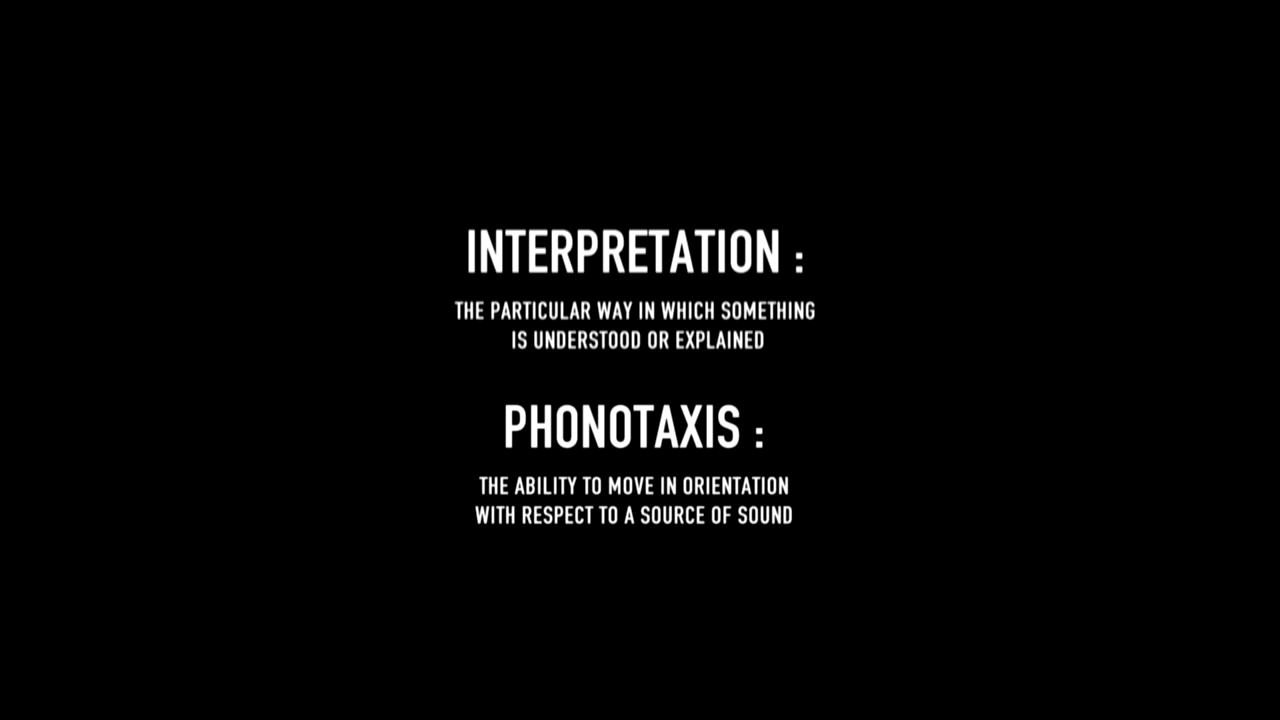 INTERPRETATION :
THE PARTICULAR WAY IN WHICH SOMETHING
IS UNDERSTOOD OR EXPLAINED
PHONOTAXIS :
THE ABILITY TO MOVE IN ORIENTATION
WITH RESPECT TO A SOURCE OF SOUND